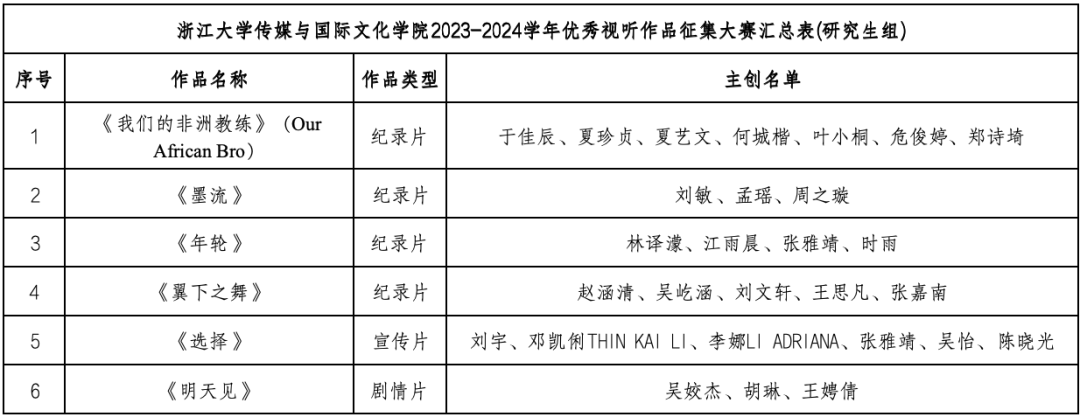 浙江大学传媒与国际文化学院2023-2024学年优秀视听作品征集大赛汇总表(研究生组)
序号 作品名称 作品类型 主创名单
1 《我们的非洲教练》（Our African Bro） 纪录片 于佳辰、夏珍贞、夏艺文、何城楷、叶小桐、危俊婷、郑诗埼
2 《墨流》 纪录片 刘敏、孟瑶、周之璇
3 《年轮》 纪录片 林译濛、江雨晨、张雅靖、时雨
4 《翼下之舞》 纪录片 赵涵清、吴屹涵、刘文轩、王思凡、张嘉南
5 《选择》 宣传片 刘宇、邓凯俐THIN KAI LI、李娜LI ADRIANA、张雅靖、吴怡、陈晓光
6 《明天见》 剧情片 吴姣杰、胡琳、王娉倩